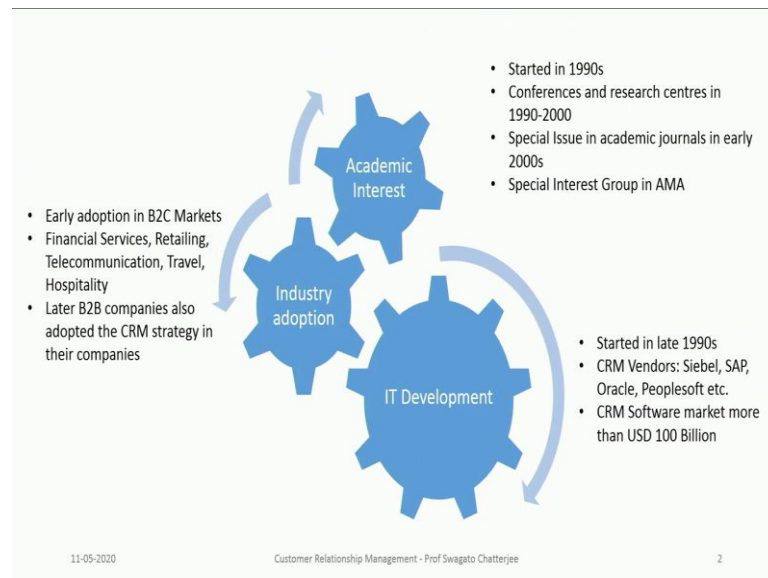 • Started in 1990s
• Conferences and research centres in
1990-2000
• Special Issue in academic journals in early
2000s
• Special Interest Group in AMA
Academic
Interest
• Early adoption in B2C Markets
• Financial Services, Retailing,
Telecommunication, Travel,
Hospitality
• Later B2B companies also
adopted the CRM strategy in
their companies
Industry
adoption
IT Development
• Started in late 1990s
• CRM Vendors: Siebel, SAP,
Oracle, Peoplesoft etc.
• CRM Software market more
than USD 100 Billion
11-05-2020
Customer Relationship Management - Prof Swagato Chatterjee
2